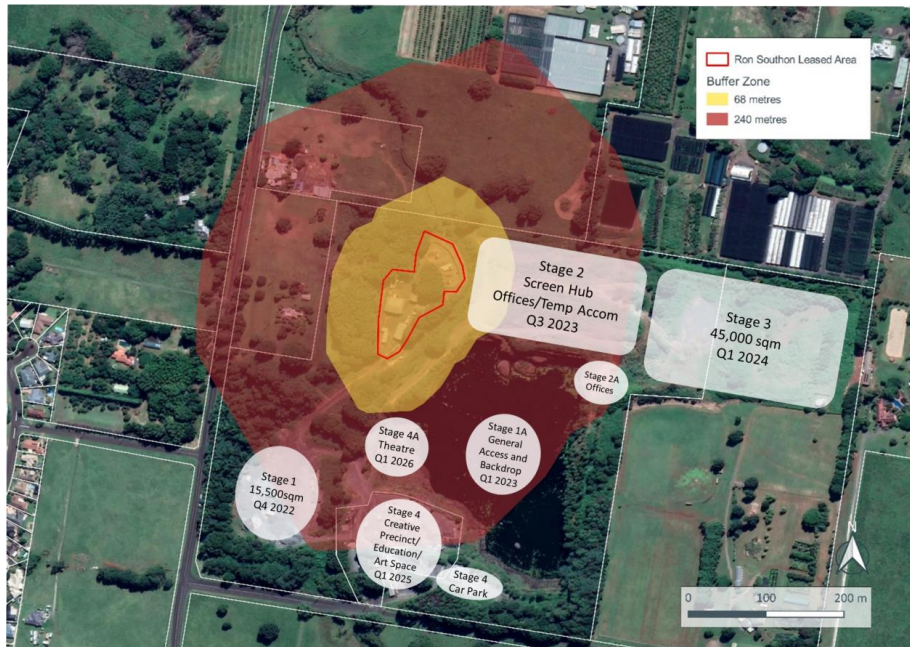 Ron Southon Leased Area
Buffer Zone
68 metres
240 metres
Stage 2
Screen Hub
Offices/Temp Accom
Q3 2023
Stage 3
45,000 sqm
Q1 2024
Stage 2A
Offices
Stage 4A
Theatre
Q1 2026
Stage 1A
General
Access and
Backdrop
Q1 2023
Stage 1
15,500sqm
Q4 2022
Stage 4
Creative
Precinct/
Education/
Art Space
Q1 2025
Stage 4
Car Park
N
0 100 200 m